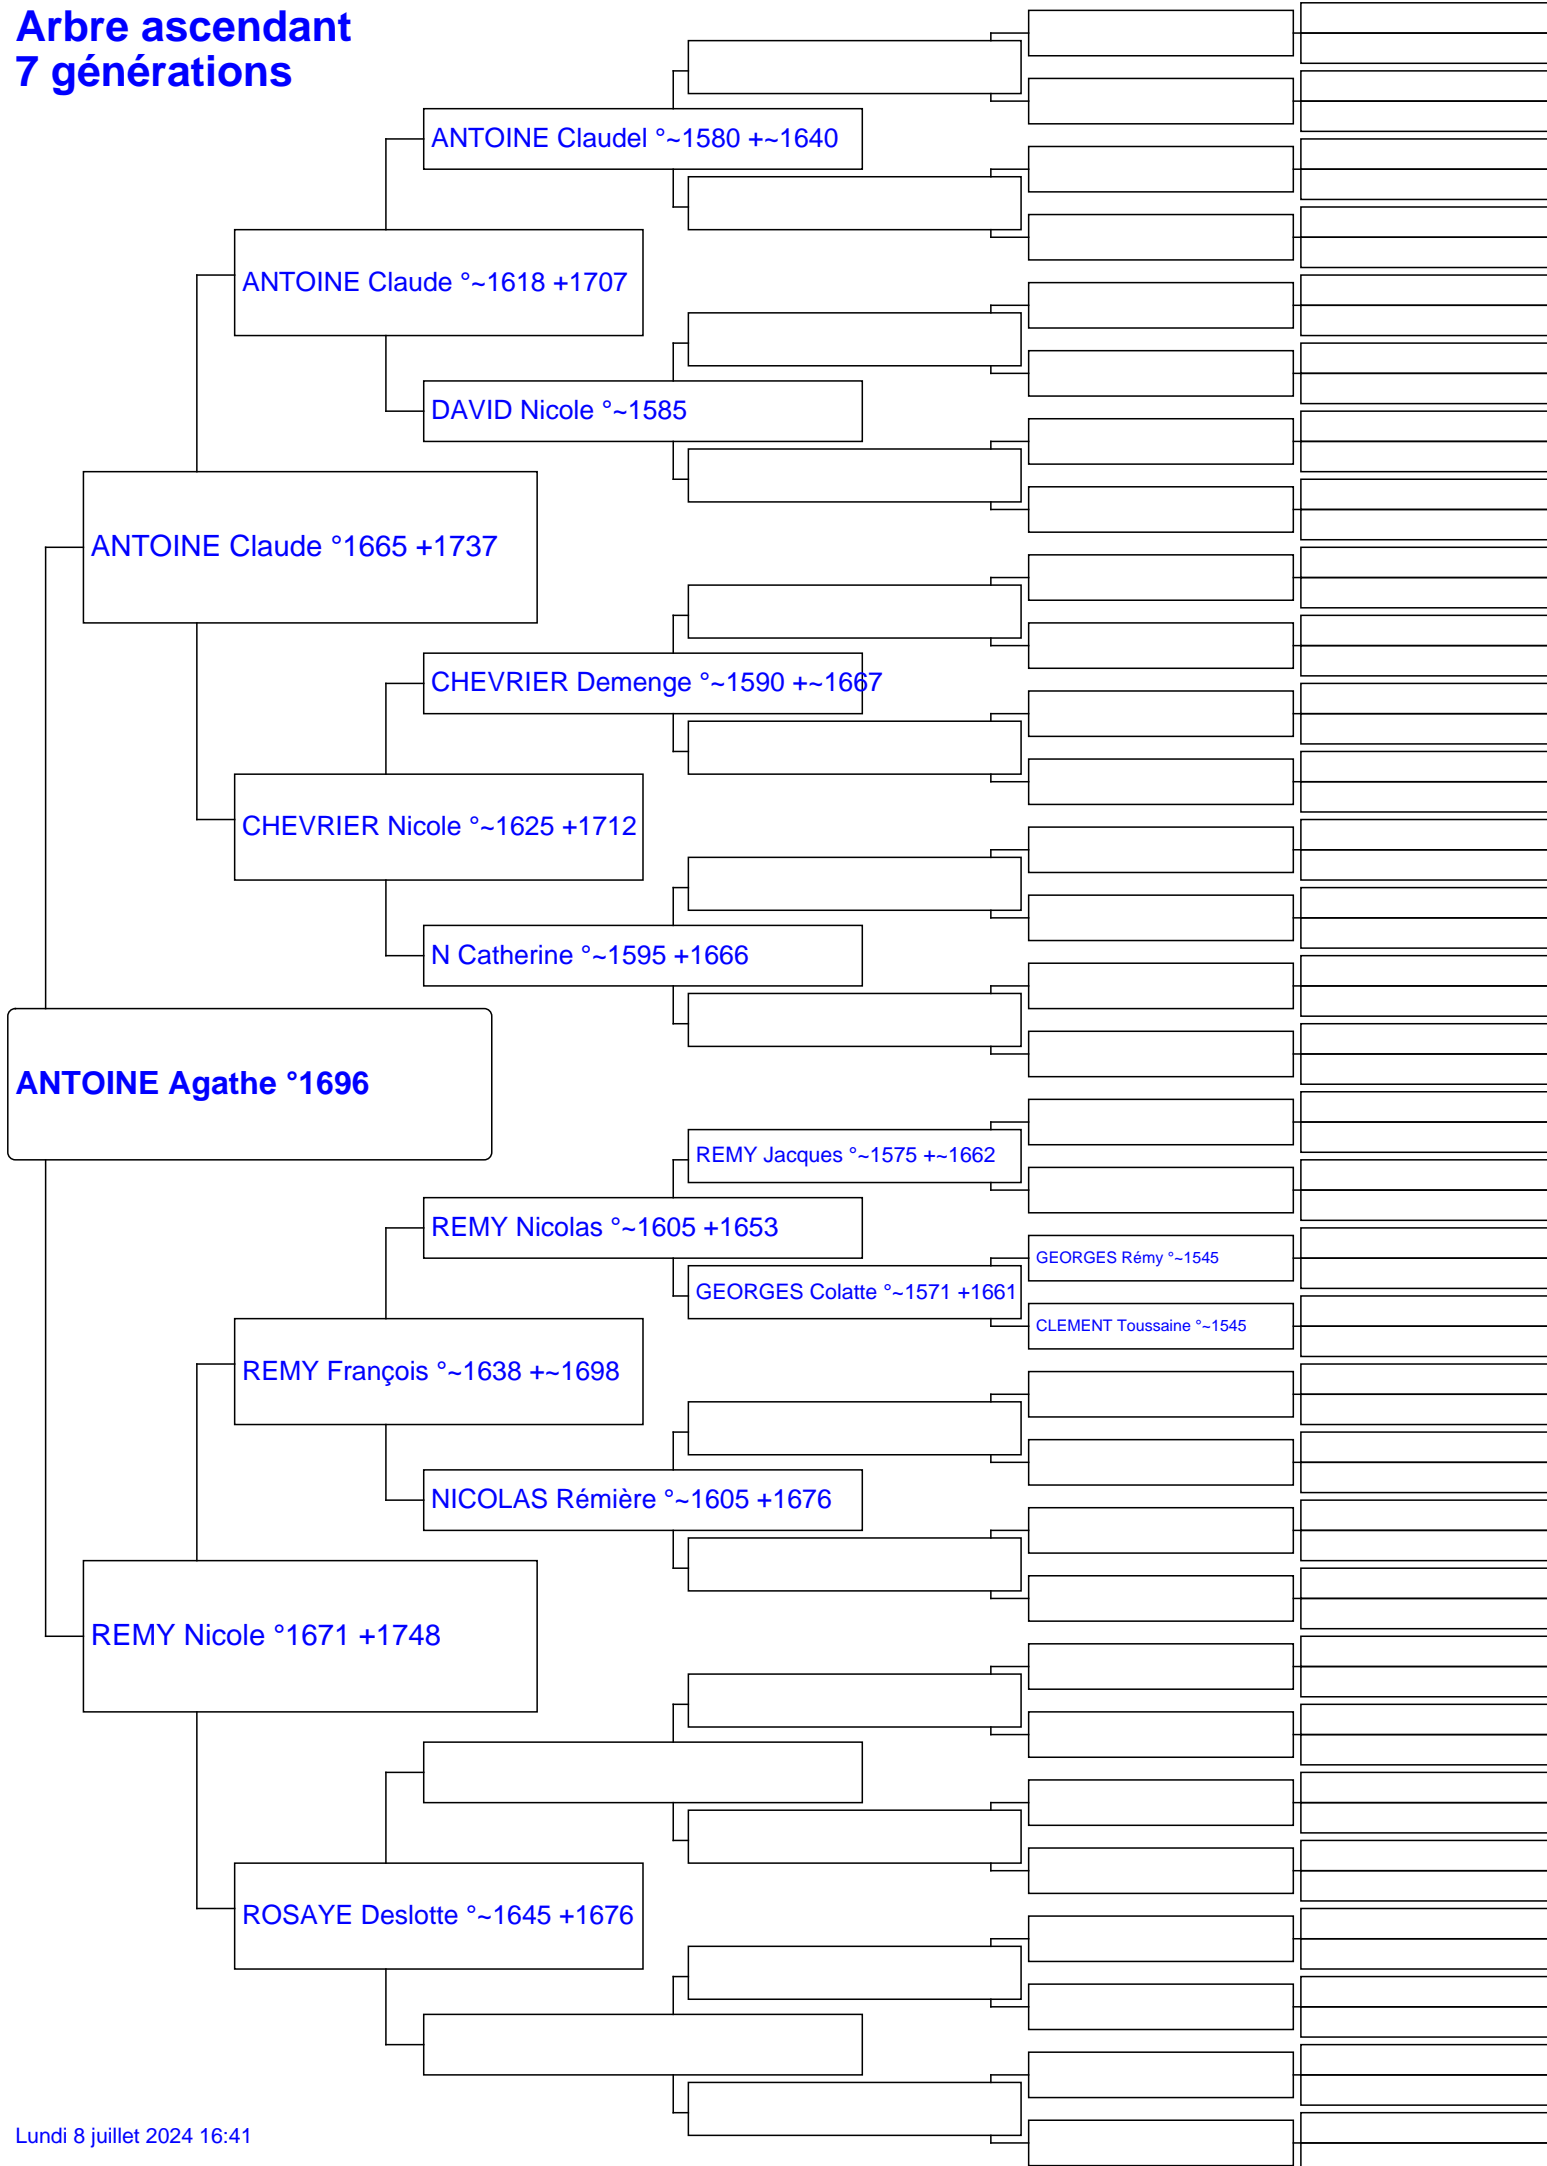 Arbre ascendant
7 générations
ANTOINE Claudel °~1580 +~1640
ANTOINE Claude °~1618 +1707
DAVID Nicole °~1585
ANTOINE Claude °1665 +1737
CHEVRIER Demenge °~1590 +~1667
CHEVRIER Nicole °~1625 +1712
N Catherine °~1595 +1666
ANTOINE Agathe °1696
REMY Jacques °~1575 +~1662
REMY Nicolas °~1605 +1653
GEORGES Rémy °~1545
GEORGES Colatte °~1571 +1661
CLEMENT Toussaine °~1545
REMY François °~1638 +~1698
NICOLAS Rémière °~1605 +1676
REMY Nicole °1671 +1748
ROSAYE Deslotte °~1645 +1676
Lundi 8 juillet 2024 16:41